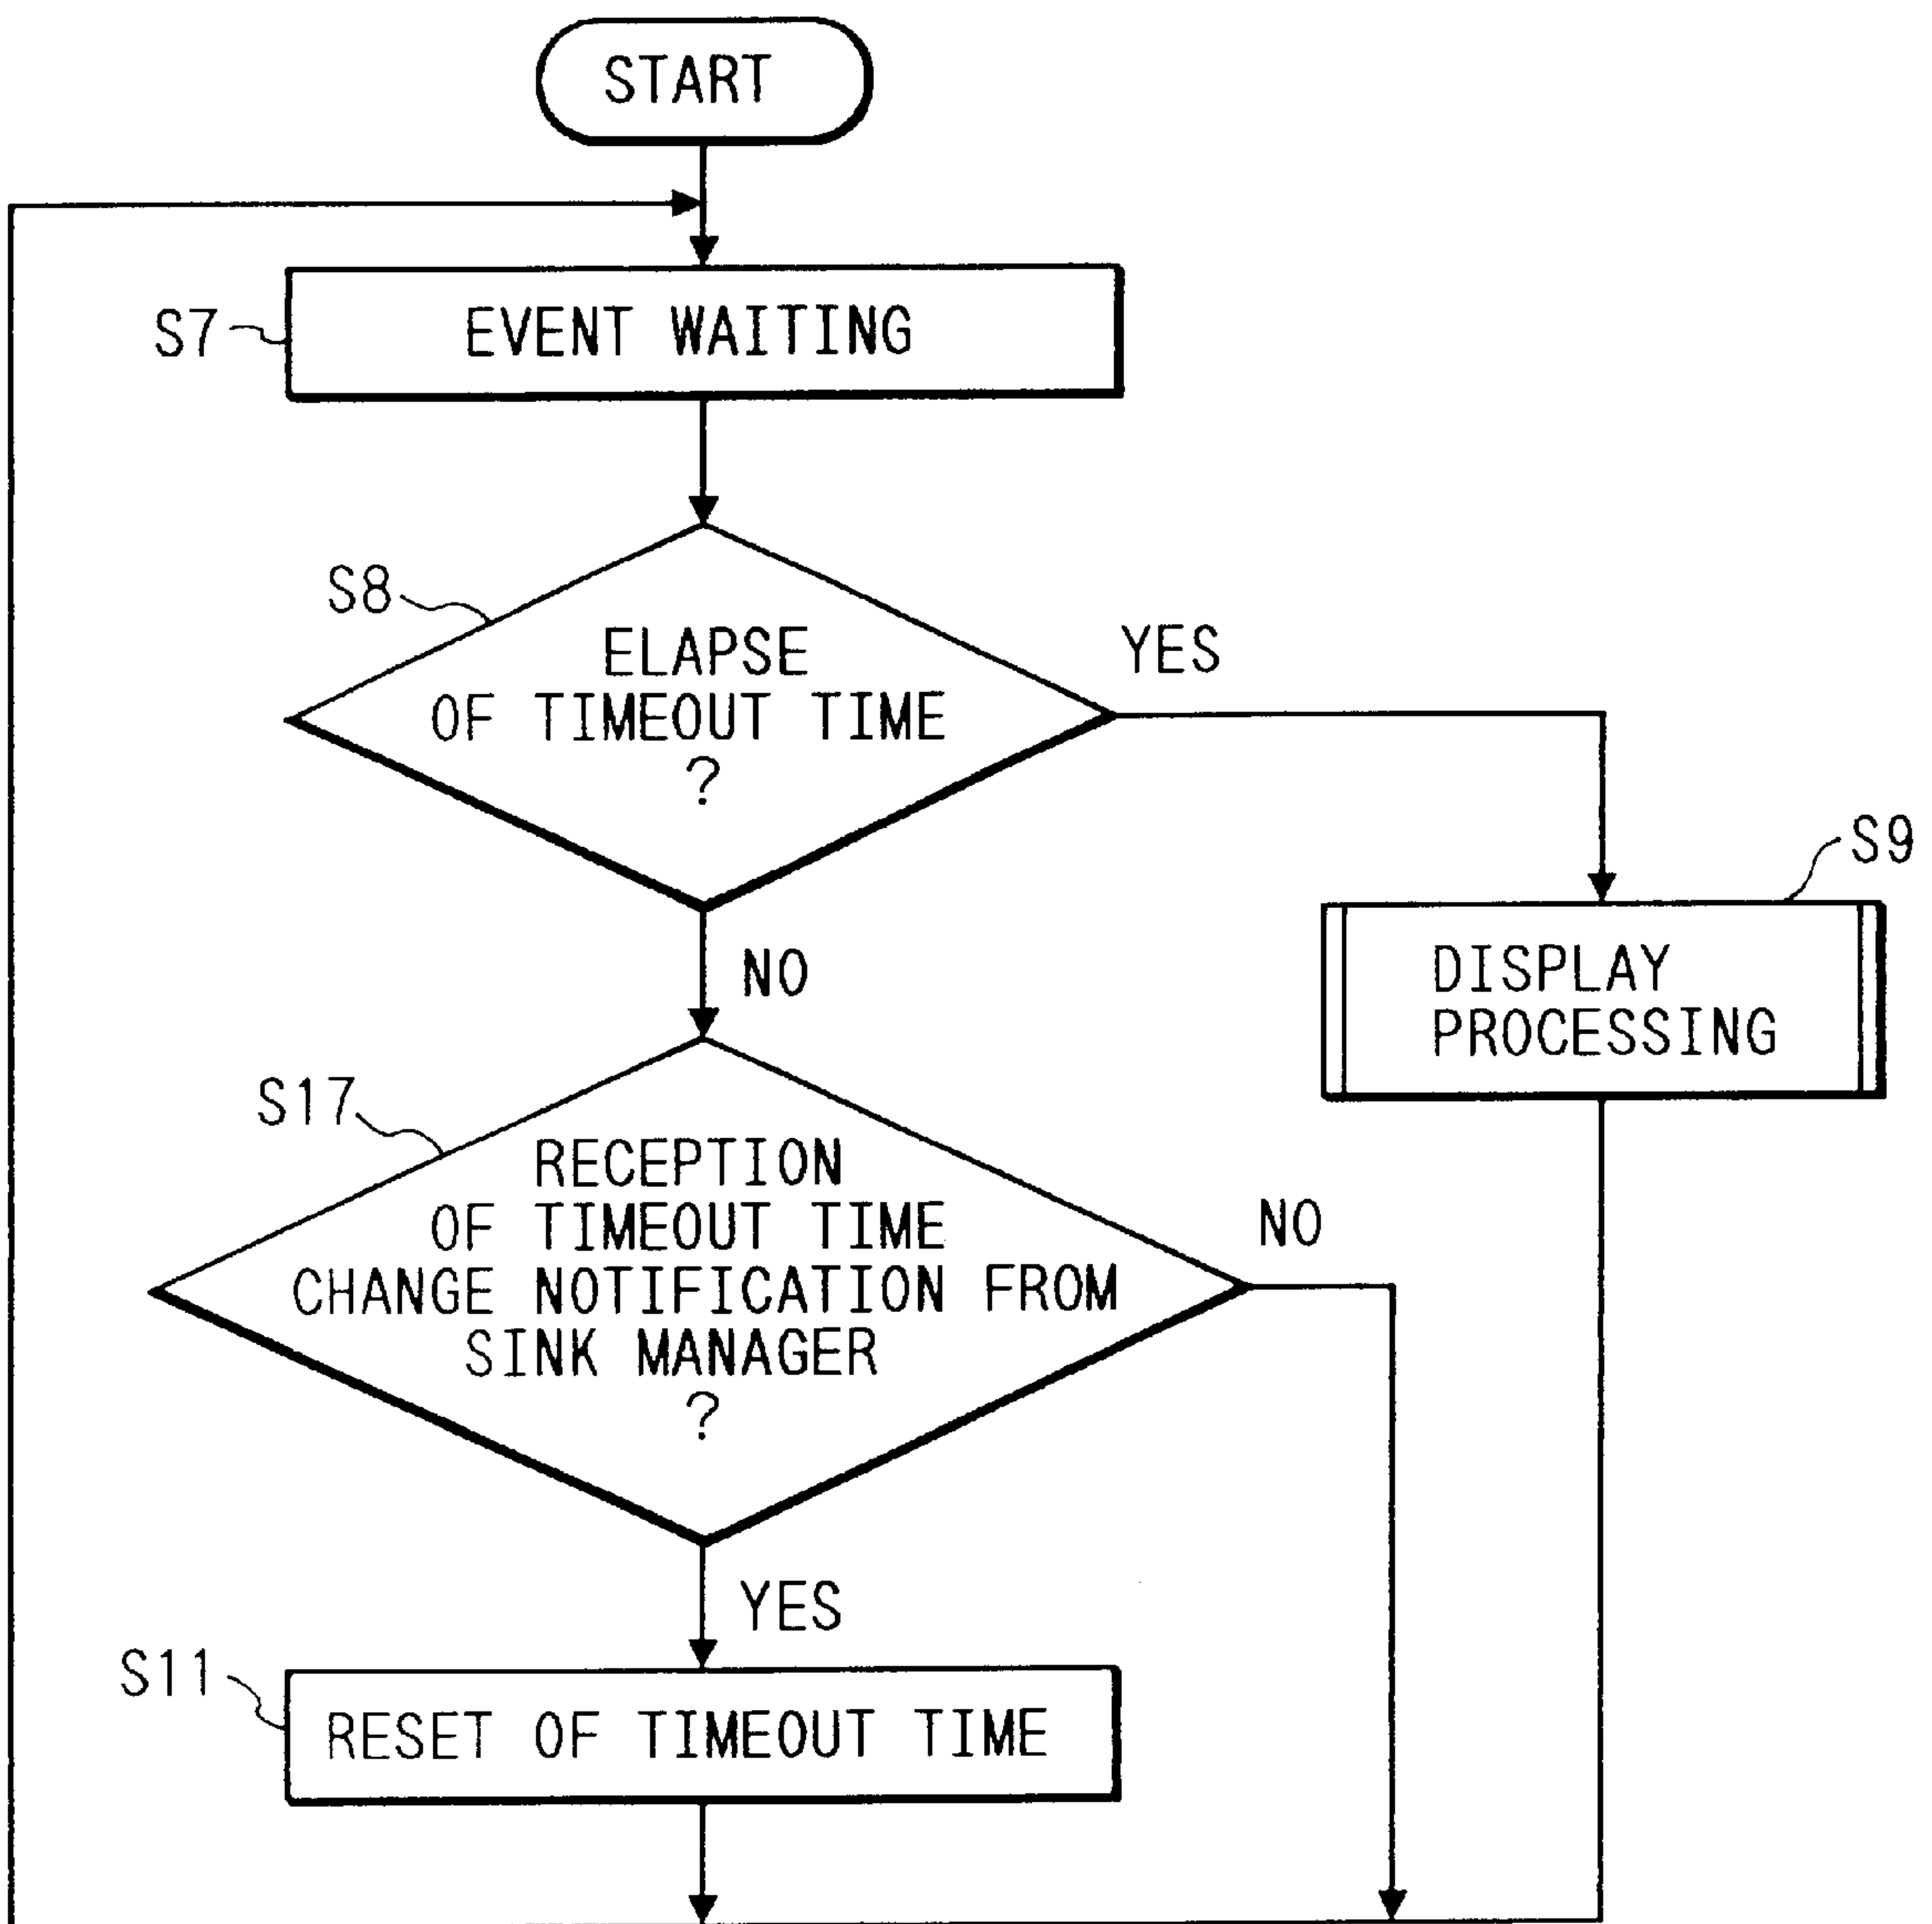 START
S7
EVENT WAITING
S8
ELAPSE
OF TIMEOUT TIME
?
YES
S9
DISPLAY
PROCESSING
NO
S17
RECEPTION
OF TIMEOUT TIME
CHANGE NOTIFICATION FROM
SINK MANAGER
?
NO
YES
S11
RESET OF TIMEOUT TIME